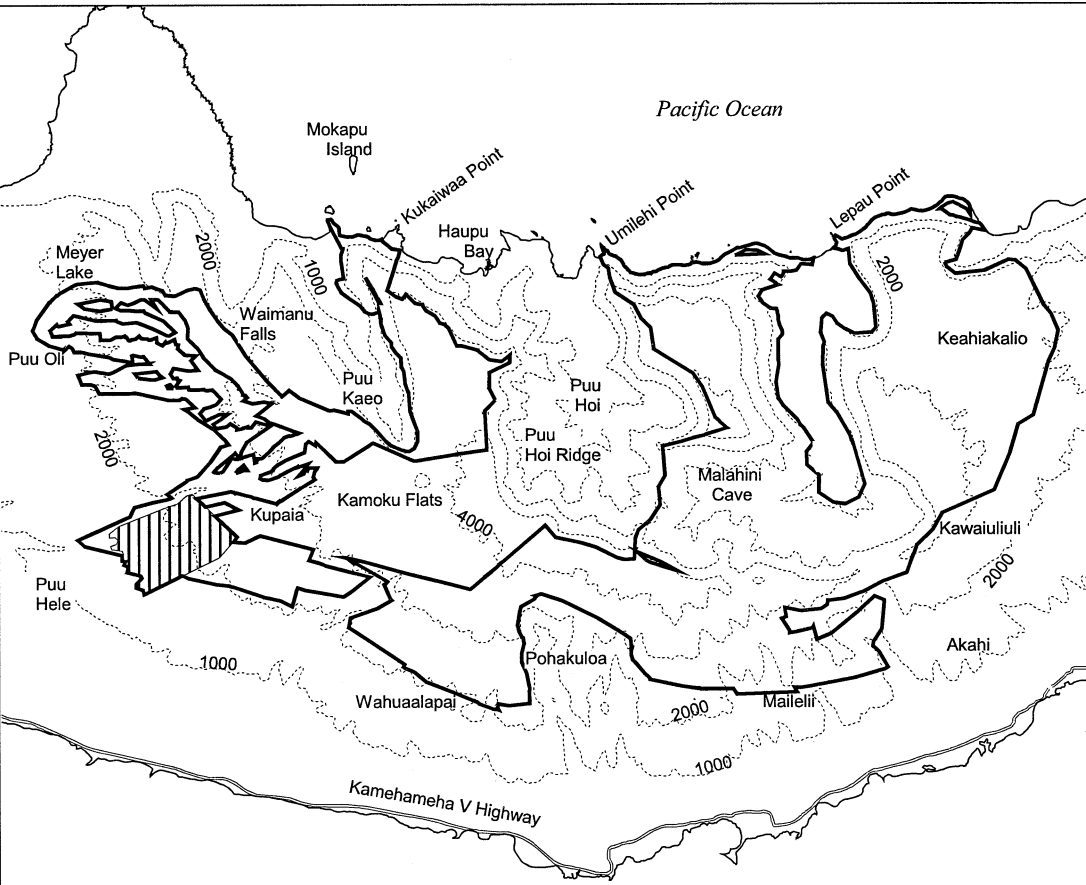 Pacific Ocean
Mokapu
Island
Kukaiwaa Point
Umilehi Point
Lepau Point
Haupu
Bay
Meyer
Lake
2000
1000
2000
Waimanu
Falls
Keahiakalio
Puu Oli
Puu
Kaeo
Puu
Hoi
Puu
Hoi Ridge
2000
Malahini
Cave
Kamoku Flats
Kupaia
4000
Kawaiuliuli
2000
Puu
Hele
Akahi
1000
Pohakuloa
Wahuaalapai
Mailelii
2000
1000
Kamehameha V Highway